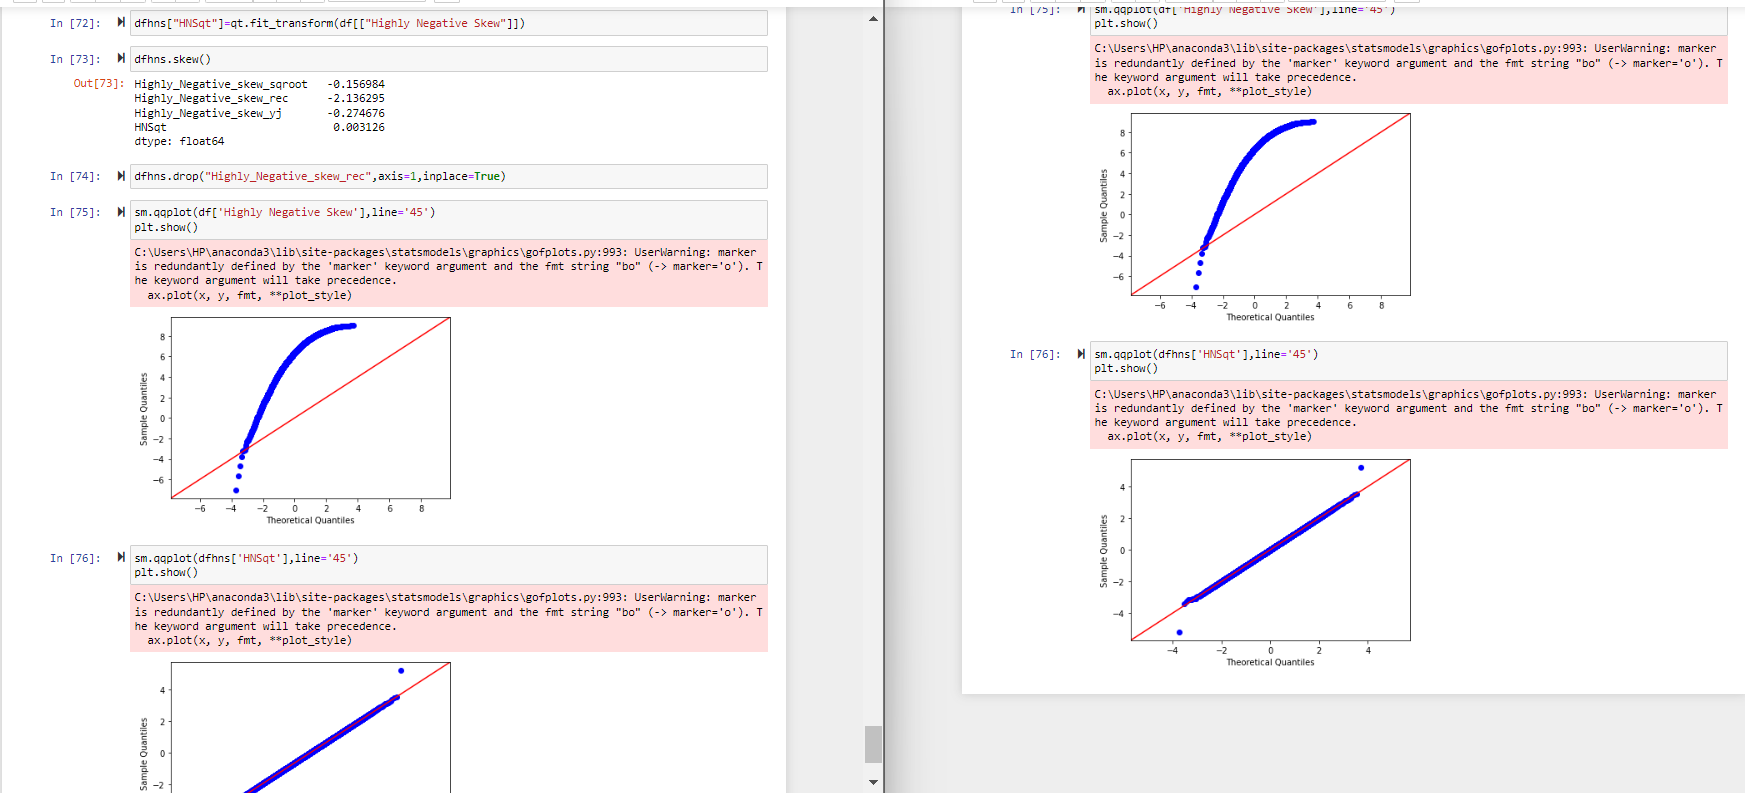 In [72]:
dfhns["HNSqt"]=qt.fit_transform(df[["Highly Negative Skew"]])
In [73]:
dfhns.skew()
Out[73]:
Highly_Negative_skew_sqroot   -0.156984
Highly_Negative_skew_rec      -2.136295
Highly_Negative_skew_yj       -0.274676
HNSqt                          0.003126
dtype: float64
In [74]:
dfhns.drop("Highly_Negative_skew_rec",axis=1,inplace=True)
In [75]:
sm.qqplot(df['Highly Negative Skew'],line='45')
plt.show()
C:\Users\HP\anaconda3\lib\site-packages\statsmodels\graphics\gofplots.py:993: UserWarning: marker
is redundantly defined by the 'marker' keyword argument and the fmt string "bo" (-> marker='o'). T
he keyword argument will take precedence.
ax.plot(x, y, fmt, **plot_style)
8
6
4
2
0
−2
−4
−6
Sample Quantiles
−6 −4 −2 0 2 4 6 8
Theoretical Quantiles
In [76]:
sm.qqplot(dfhns['HNSqt'],line='45')
plt.show()
C:\Users\HP\anaconda3\lib\site-packages\statsmodels\graphics\gofplots.py:993: UserWarning: marker
is redundantly defined by the 'marker' keyword argument and the fmt string "bo" (-> marker='o'). T
he keyword argument will take precedence.
ax.plot(x, y, fmt, **plot_style)
4
2
0
−2
Sample Quantiles
In [75]:
sm.qqplot(df['Highly Negative Skew'],line='45')
plt.show()
C:\Users\HP\anaconda3\lib\site-packages\statsmodels\graphics\gofplots.py:993: UserWarning: marker
is redundantly defined by the 'marker' keyword argument and the fmt string "bo" (-> marker='o'). T
he keyword argument will take precedence.
ax.plot(x, y, fmt, **plot_style)
8
6
4
2
0
−2
−4
−6
Sample Quantiles
−6 −4 −2 0 2 4 6 8
Theoretical Quantiles
In [76]:
sm.qqplot(dfhns['HNSqt'],line='45')
plt.show()
C:\Users\HP\anaconda3\lib\site-packages\statsmodels\graphics\gofplots.py:993: UserWarning: marker
is redundantly defined by the 'marker' keyword argument and the fmt string "bo" (-> marker='o'). T
he keyword argument will take precedence.
ax.plot(x, y, fmt, **plot_style)
4
2
0
−2
−4
Sample Quantiles
−4 −2 0 2 4
Theoretical Quantiles